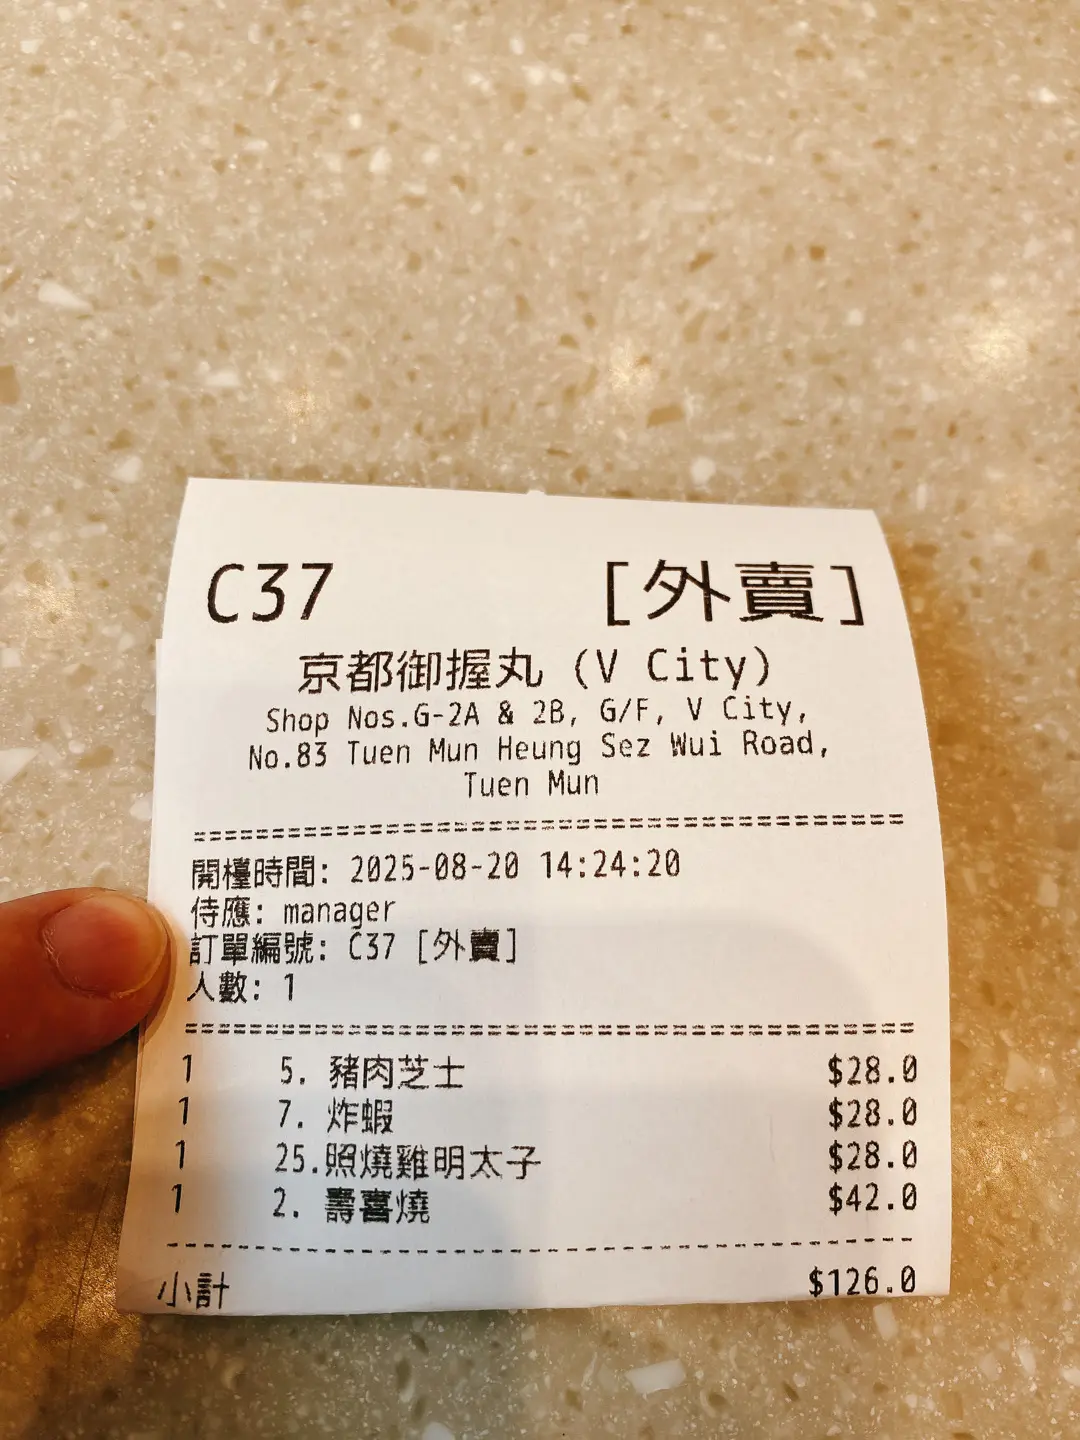 C37 [外賣]
京都御握丸 (V City)
Shop Nos.G-2A & 2B, G/F, V City,
No.83 Tuen Mun Heung Sez Wui Road,
Tuen Mun
========================================
開檯時間: 2025-08-20 14:24:20
侍應: manager
訂單編號: C37 [外賣]
人數: 1
========================================
1 5. 豬肉芝士 $28.0
1 7. 炸蝦 $28.0
1 25.照燒雞明太子 $28.0
1 2. 壽喜燒 $42.0
----------------------------------------
小計 $126.0